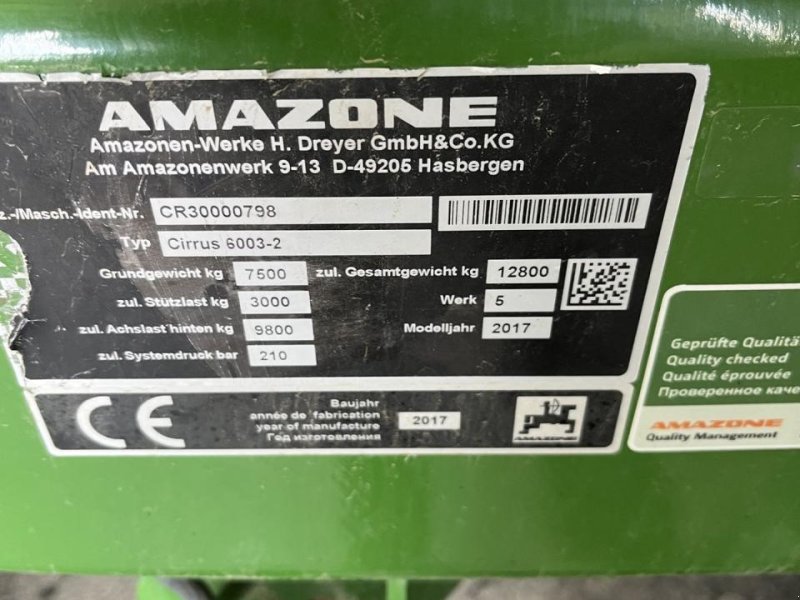 AMAZONE
Amazonen-Werke H. Dreyer GmbH&Co.KG
Am Amazonenwerk 9-13 D-49205 Hasbergen
z.-/Masch.-Ident-Nr. CR30000798
Typ Cirrus 6003-2
Grundgewicht kg 7500 zul. Gesamtgewicht kg 12800
zul. Stützlast kg 3000 Werk 5
zul. Achslast hinten kg 9800 Modelljahr 2017
zul. Systemdruck bar 210
CE
Baujahr
année de fabrication
year of manufacture
Год изготовления
2017
AMAZONE
Geprüfte Qualität
Quality checked
Qualité éprouvée
Проверенное каче
AMAZONE
Quality Management